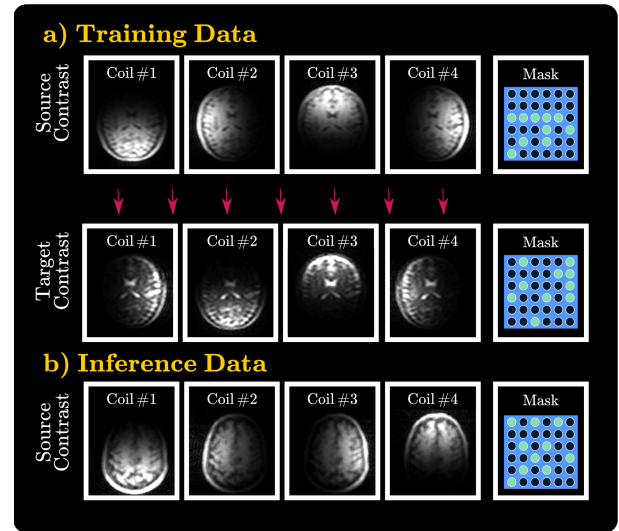 a) Training Data
Source
Contrast
Coil #1
Coil #2
Coil #3
Coil #4
Mask
Target
Contrast
Coil #1
Coil #2
Coil #3
Coil #4
Mask
b) Inference Data
Source
Contrast
Coil #1
Coil #2
Coil #3
Coil #4
Mask